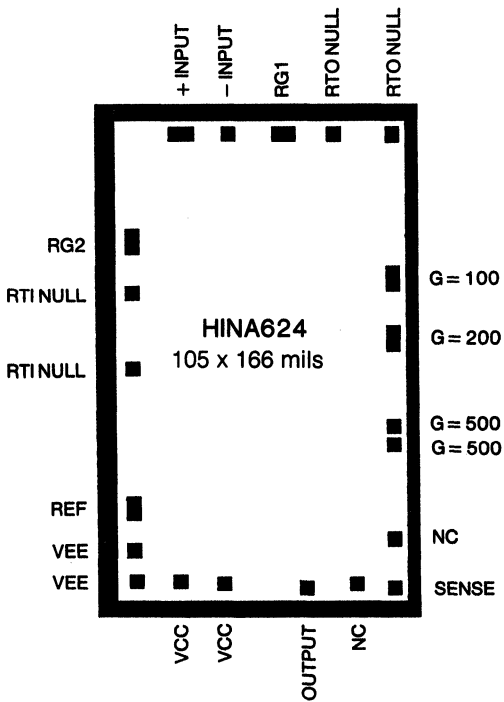 + INPUT
- INPUT
RG1
RTO NULL
RTO NULL
RG2
RTI NULL
RTI NULL
REF
VEE
VEE
HINA624
105 x 166 mils
G = 100
G = 200
G = 500
G = 500
NC
SENSE
VCC
VCC
OUTPUT
NC